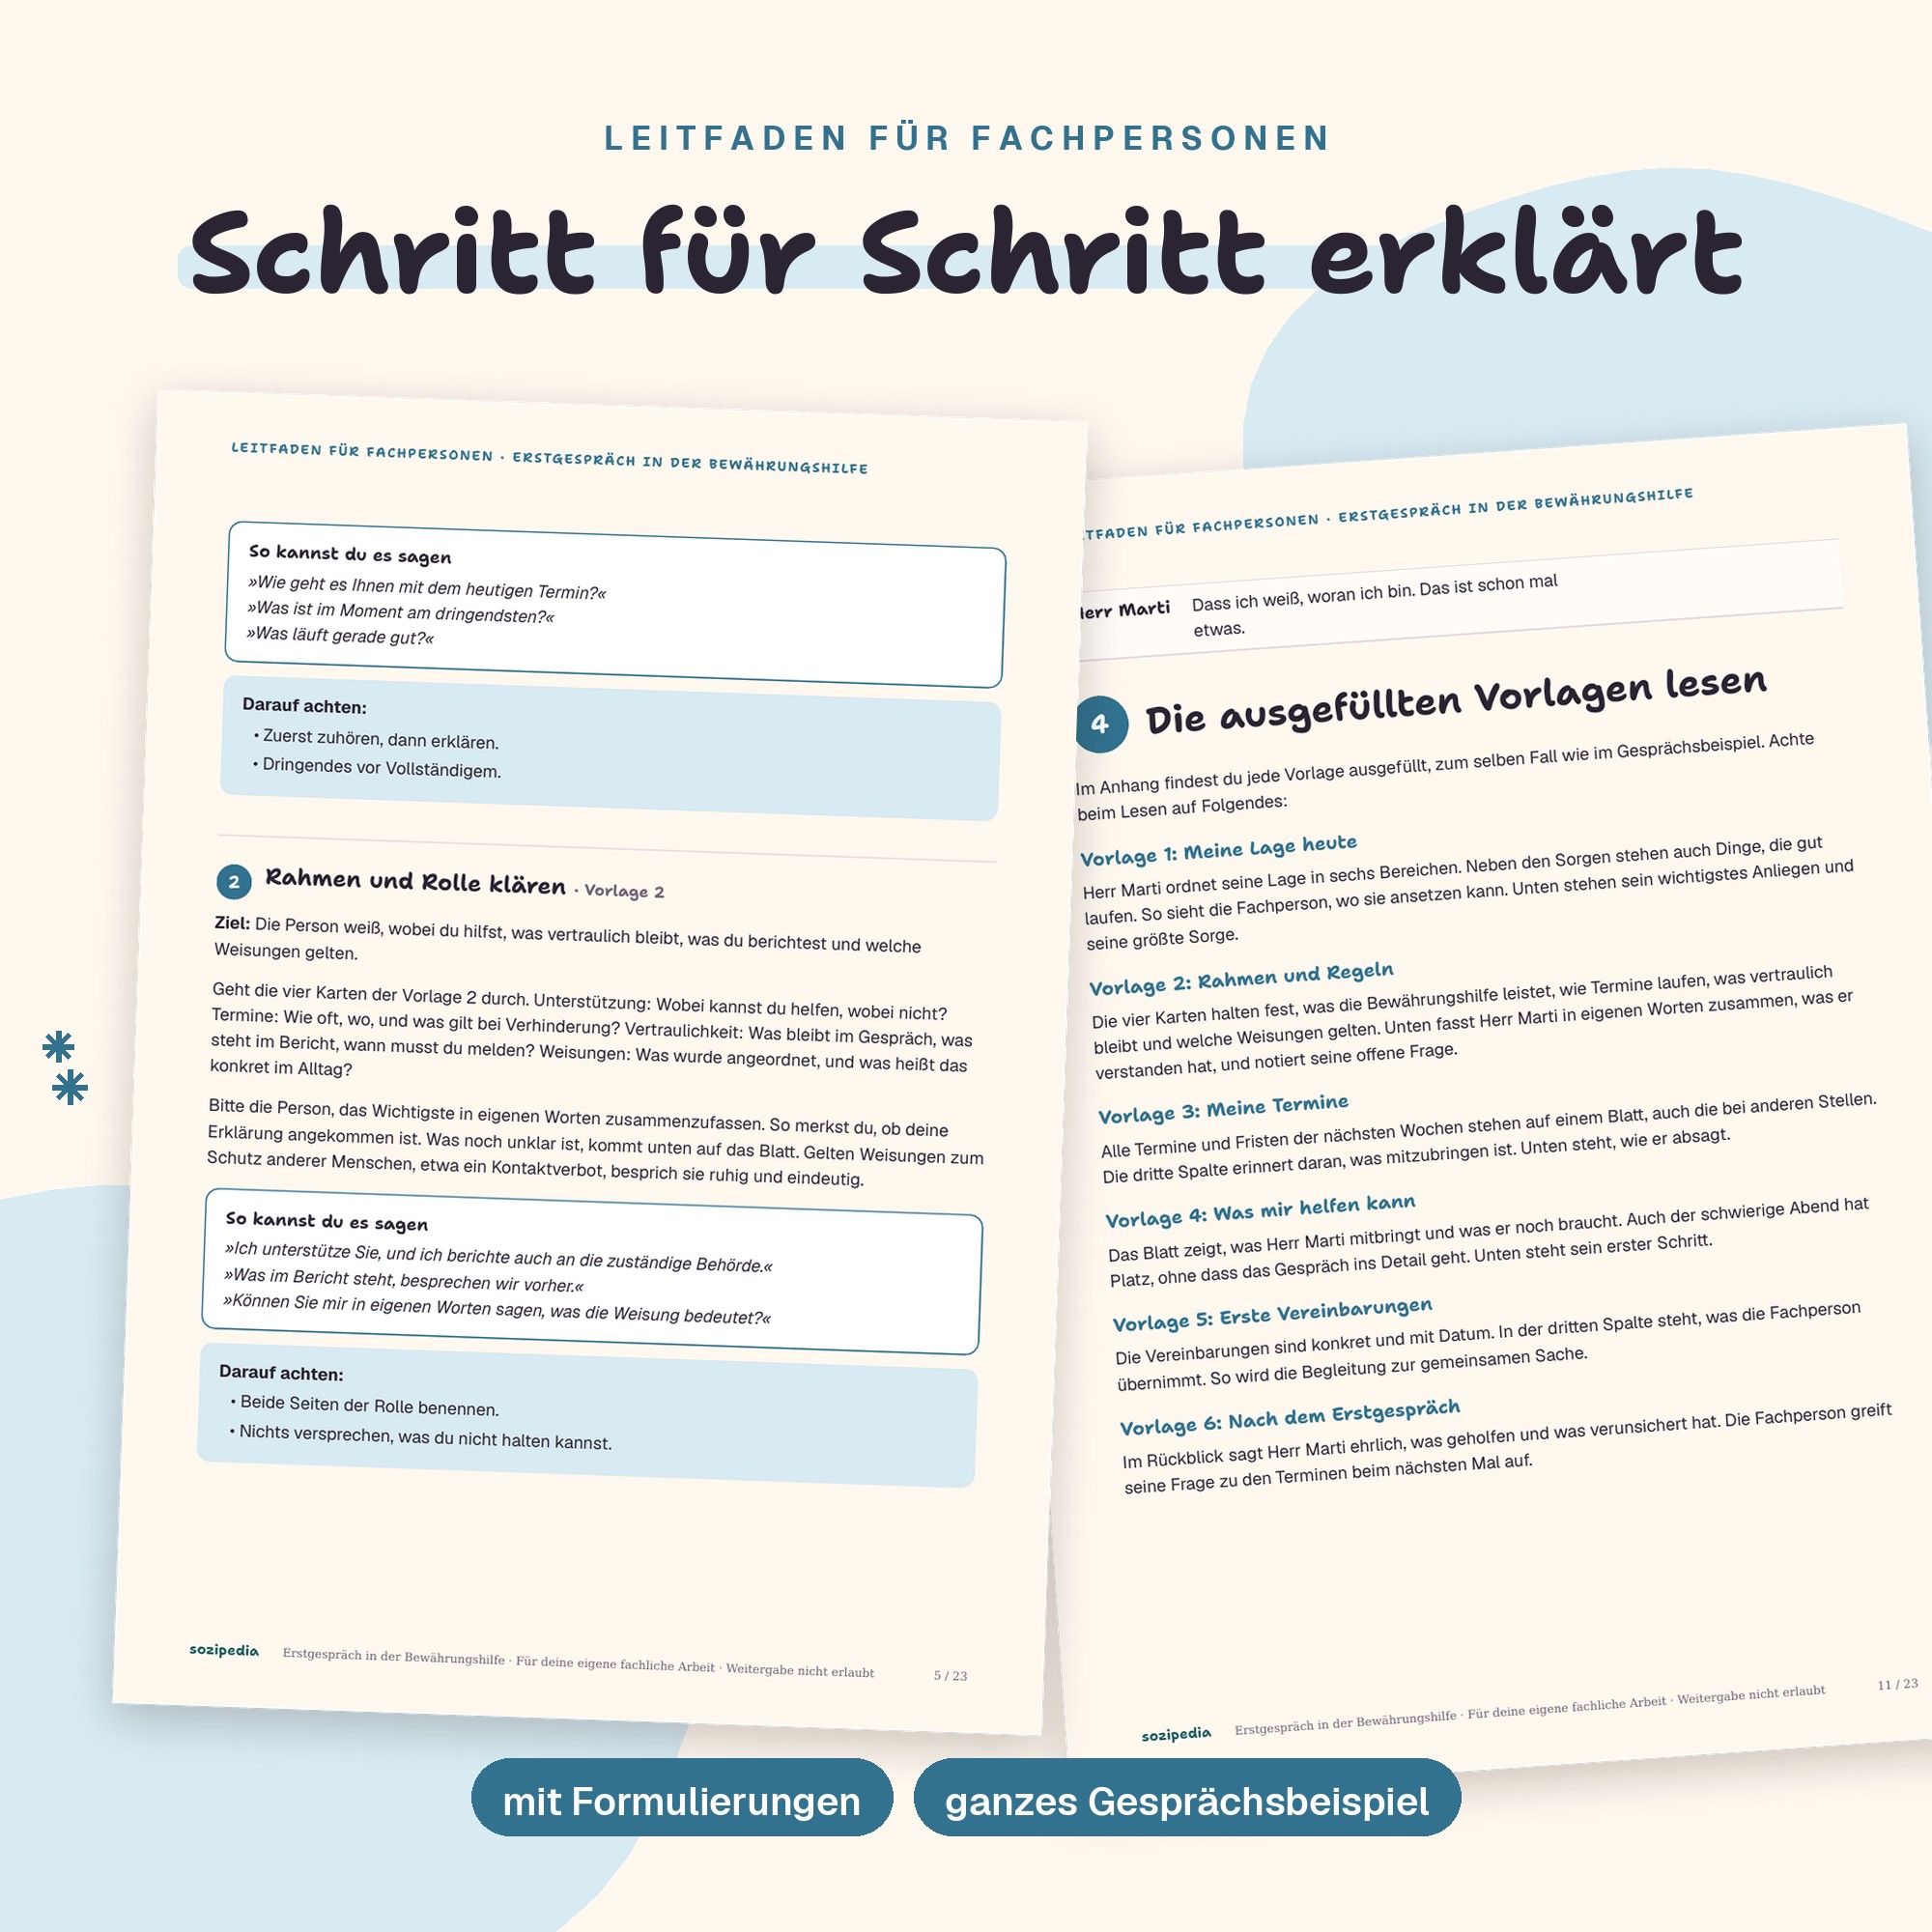 LEITFADEN FÜR FACHPERSONEN
Schritt für Schritt erklärt
LEITFADEN FÜR FACHPERSONEN · ERSTGESPRÄCH IN DER BEWÄHRUNGSHILFE
So kannst du es sagen
»Wie geht es Ihnen mit dem heutigen Termin?«
»Was ist im Moment am dringendsten?«
»Was läuft gerade gut?«
Darauf achten:
• Zuerst zuhören, dann erklären.
• Dringendes vor Vollständigem.
2 Rahmen und Rolle klären · Vorlage 2
Ziel: Die Person weiß, wobei du hilfst, was vertraulich bleibt, was du berichtest und welche
Weisungen gelten.
Geht die vier Karten der Vorlage 2 durch. Unterstützung: Wobei kannst du helfen, wobei nicht?
Termine: Wie oft, wo, und was gilt bei Verhinderung? Vertraulichkeit: Was bleibt im Gespräch, was
steht im Bericht, wann musst du melden? Weisungen: Was wurde angeordnet, und was heißt das
konkret im Alltag?
Bitte die Person, das Wichtigste in eigenen Worten zusammenzufassen. So merkst du, ob deine
Erklärung angekommen ist. Was noch unklar ist, kommt unten auf das Blatt. Gelten Weisungen zum
Schutz anderer Menschen, etwa ein Kontaktverbot, besprich sie ruhig und eindeutig.
So kannst du es sagen
»Ich unterstütze Sie, und ich berichte auch an die zuständige Behörde.«
»Was im Bericht steht, besprechen wir vorher.«
»Können Sie mir in eigenen Worten sagen, was die Weisung bedeutet?«
Darauf achten:
• Beide Seiten der Rolle benennen.
• Nichts versprechen, was du nicht halten kannst.
sozipedia Erstgespräch in der Bewährungshilfe · Für deine eigene fachliche Arbeit · Weitergabe nicht erlaubt 5 / 23
FÜR FACHPERSONEN · ERSTGESPRÄCH IN DER BEWÄHRUNGSHILFE
Marti Dass ich weiß, woran ich bin. Das ist schon mal
etwas.
4 Die ausgefüllten Vorlagen lesen
Im Anhang findest du jede Vorlage ausgefüllt, zum selben Fall wie im Gesprächsbeispiel. Achte
beim Lesen auf Folgendes:
Vorlage 1: Meine Lage heute
Herr Marti ordnet seine Lage in sechs Bereichen. Neben den Sorgen stehen auch Dinge, die gut
laufen. So sieht die Fachperson, wo sie ansetzen kann. Unten stehen sein wichtigstes Anliegen und
seine größte Sorge.
Vorlage 2: Rahmen und Regeln
Die vier Karten halten fest, was die Bewährungshilfe leistet, wie Termine laufen, was vertraulich
bleibt und welche Weisungen gelten. Unten fasst Herr Marti in eigenen Worten zusammen, was er
verstanden hat, und notiert seine offene Frage.
Vorlage 3: Meine Termine
Alle Termine und Fristen der nächsten Wochen stehen auf einem Blatt, auch die bei anderen Stellen.
Die dritte Spalte erinnert daran, was mitzubringen ist. Unten steht, wie er absagt.
Vorlage 4: Was mir helfen kann
Das Blatt zeigt, was Herr Marti mitbringt und was er noch braucht. Auch der schwierige Abend hat
Platz, ohne dass das Gespräch ins Detail geht. Unten steht sein erster Schritt.
Vorlage 5: Erste Vereinbarungen
Die Vereinbarungen sind konkret und mit Datum. In der dritten Spalte steht, was die Fachperson
übernimmt. So wird die Begleitung zur gemeinsamen Sache.
Vorlage 6: Nach dem Erstgespräch
Im Rückblick sagt Herr Marti ehrlich, was geholfen und was verunsichert hat. Die Fachperson greift
seine Frage zu den Terminen beim nächsten Mal auf.
sozipedia Erstgespräch in der Bewährungshilfe · Für deine eigene fachliche Arbeit · Weitergabe nicht erlaubt 11 / 23
mit Formulierungen
ganzes Gesprächsbeispiel